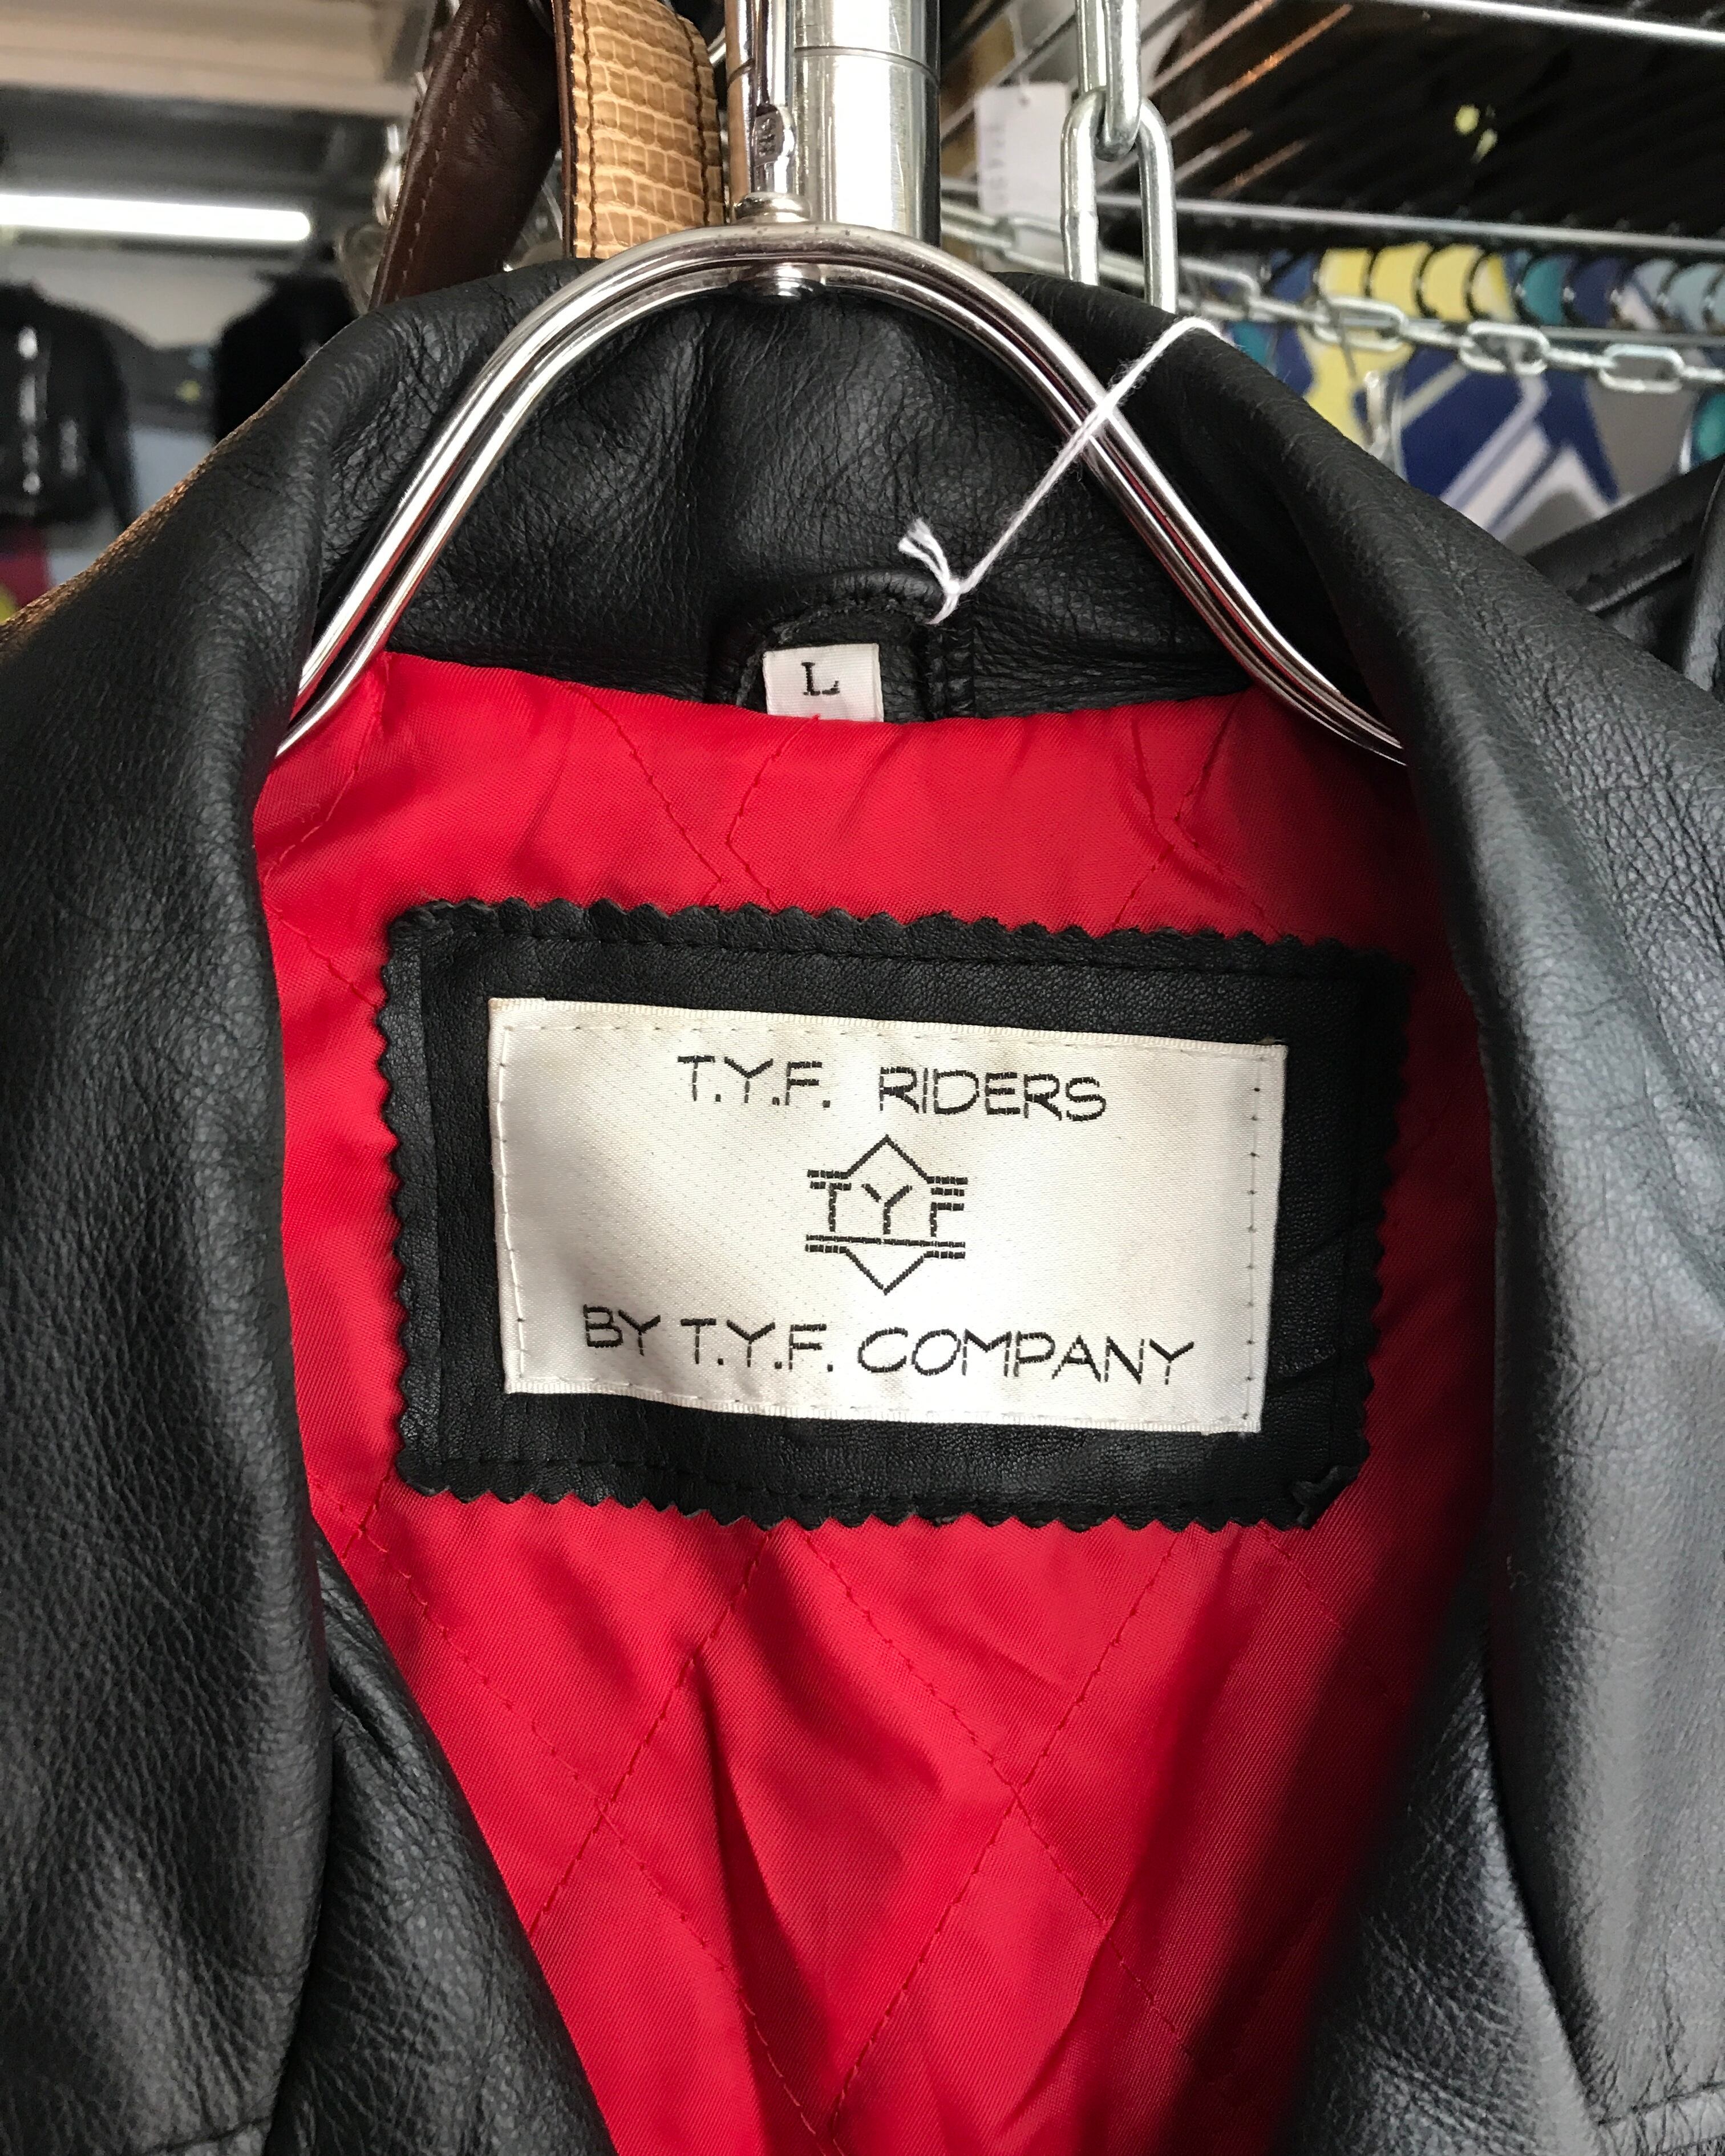 L
T.Y.F. RIDERS
TYF
BY T.Y.F. COMPANY